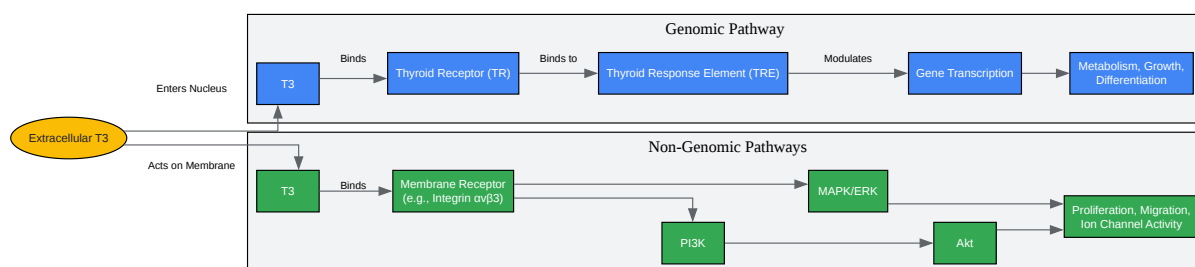 Genomic Pathway
Enters Nucleus
T3
Binds
Thyroid Receptor (TR)
Binds to
Thyroid Response Element (TRE)
Modulates
Gene Transcription
Metabolism, Growth,
Differentiation
Extracellular T3
Acts on Membrane
Non-Genomic Pathways
T3
Binds
Membrane Receptor
(e.g., Integrin αvβ3)
MAPK/ERK
PI3K
Akt
Proliferation, Migration,
Ion Channel Activity